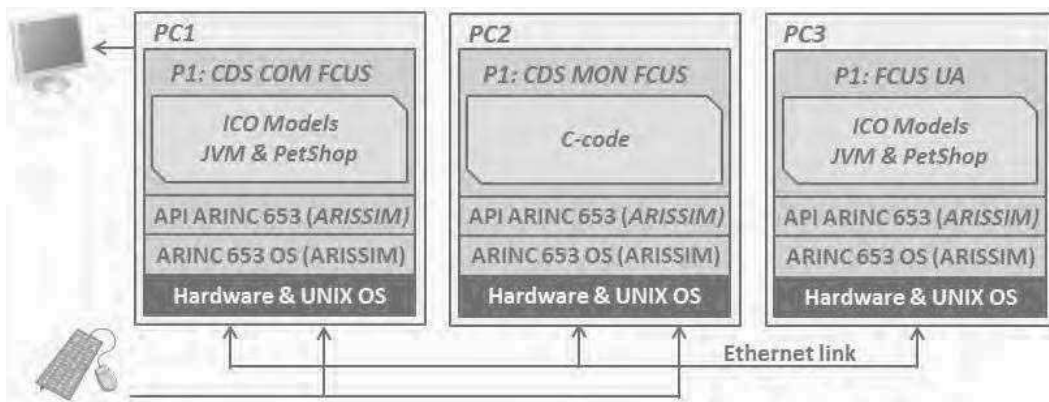 PC1
P1: CDS COM FCUS
ICO Models
JVM & PetShop
API ARINC 653 (ARISSIM)
ARINC 653 OS (ARISSIM)
Hardware & UNIX OS
PC2
P1: CDS MON FCUS
C-code
API ARINC 653 (ARISSIM)
ARINC 653 OS (ARISSIM)
Hardware & UNIX OS
PC3
P1: FCUS UA
ICO Models
JVM & PetShop
API ARINC 653 (ARISSIM)
ARINC 653 OS (ARISSIM)
Hardware & UNIX OS
Ethernet link